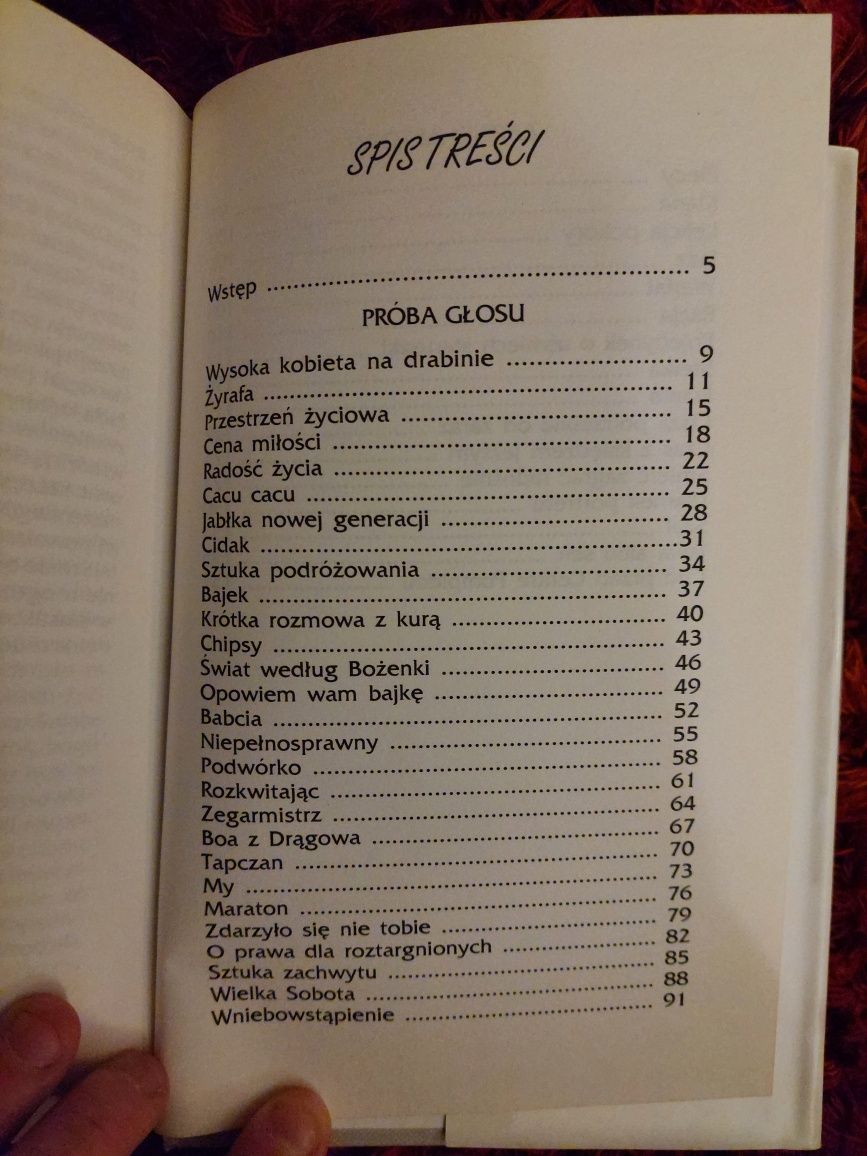 SPIS TREŚCI
Wstęp ........ 5
PRÓBA GŁOSU
Wysoka kobieta na drabinie ........ 9
Żyrafa ........ 11
Przestrzeń życiowa ........ 15
Cena miłości ........ 18
Radość życia ........ 22
Cacu cacu ........ 25
Jabłka nowej generacji ........ 28
Cidak ........ 31
Sztuka podróżowania ........ 34
Bajek ........ 37
Krótka rozmowa z kurą ........ 40
Chipsy ........ 43
Świat według Bożenki ........ 46
Opowiem wam bajkę ........ 49
Babcia ........ 52
Niepełnosprawny ........ 55
Podwórko ........ 58
Rozkwitając ........ 61
Zegarmistrz ........ 64
Boa z Drągowa ........ 67
Tapczan ........ 70
My ........ 73
Maraton ........ 76
Zdarzyło się nie tobie ........ 79
O prawa dla roztargnionych ........ 82
Sztuka zachwytu ........ 85
Wielka Sobota ........ 88
Wniebowstąpienie ........ 91